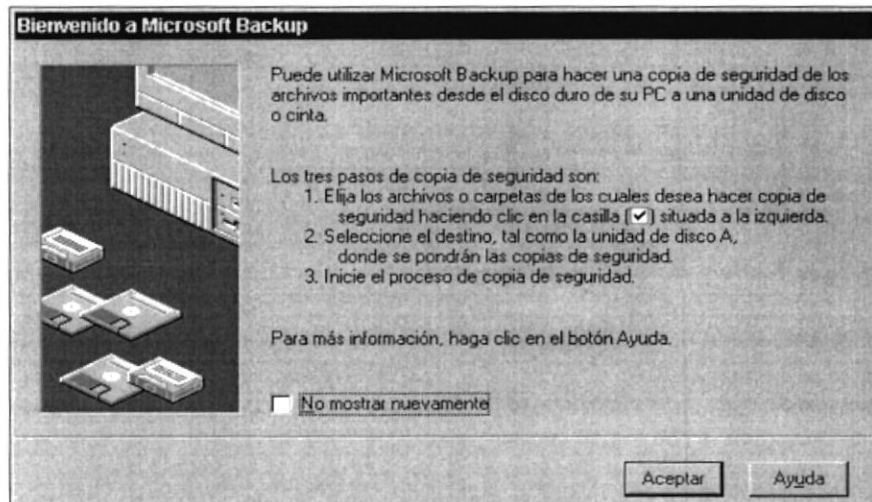 Bienvenido a Microsoft Backup
Puede utilizar Microsoft Backup para hacer una copia de seguridad de los
archivos importantes desde el disco duro de su PC a una unidad de disco
o cinta.
Los tres pasos de copia de seguridad son:
1. Elija los archivos o carpetas de los cuales desea hacer copia de
seguridad haciendo clic en la casilla (✓) situada a la izquierda.
2. Seleccione el destino, tal como la unidad de disco A,
donde se pondrán las copias de seguridad.
3. Inicie el proceso de copia de seguridad.
Para más información, haga clic en el botón Ayuda.
No mostrar nuevamente
Aceptar
Ayuda